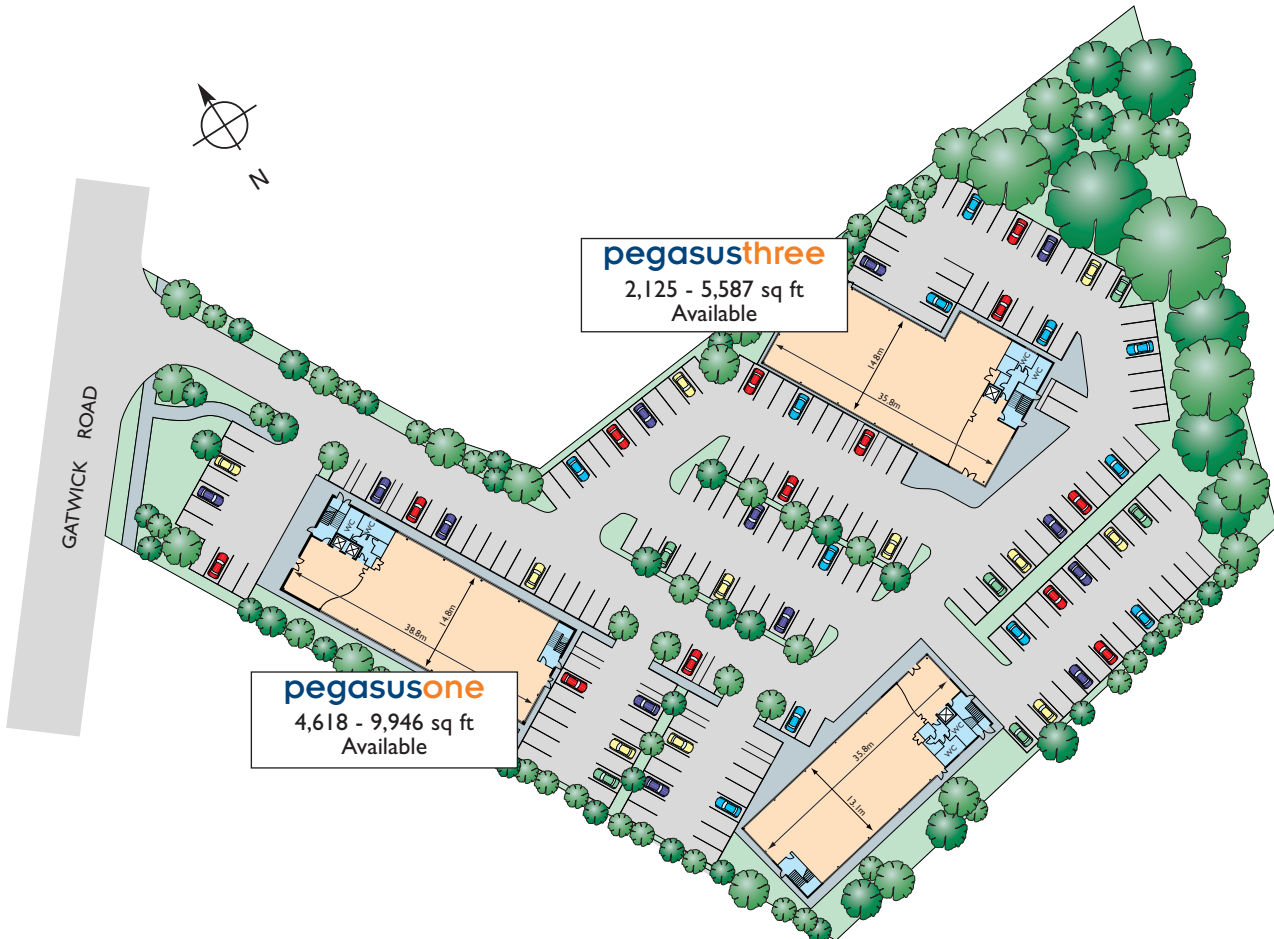 N
GATWICK ROAD
pegasusthree
2,125 - 5,587 sq ft
Available
14.8m
35.8m
WC
WC
WC
WC
14.8m
38.8m
pegasusone
4,618 - 9,946 sq ft
Available
35.8m
13.1m
WC
WC